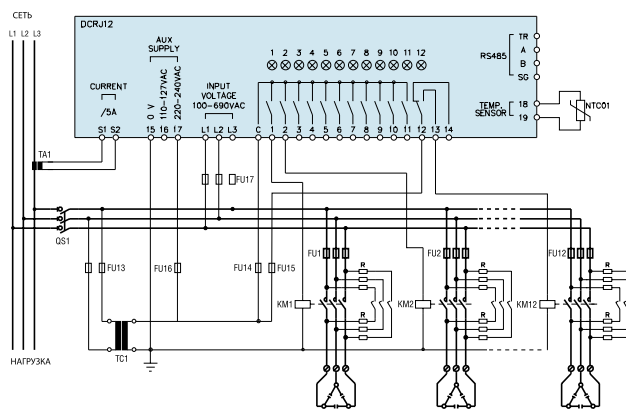 СЕТЬ
L1 L2 L3
DCRJ12
AUX
SUPPLY
CURRENT
/5A
0 V
110-127VAC
220-240VAC
INPUT
VOLTAGE
100-690VAC
1 2 3 4 5 6 7 8 9 10 11 12
RS485
TR
A
B
SG
TEMP.
SENSOR
18
19
NTC01
S1 S2 15 16 17 L1 L2 L3 C 1 2 3 4 5 6 7 8 9 10 11 12 13 14
TA1
FU17
QS1
FU13 FU16 FU14 FU15 FU1 FU2 FU12
R R R
KM1 KM2 KM12
R R R
TC1
НАГРУЗКА